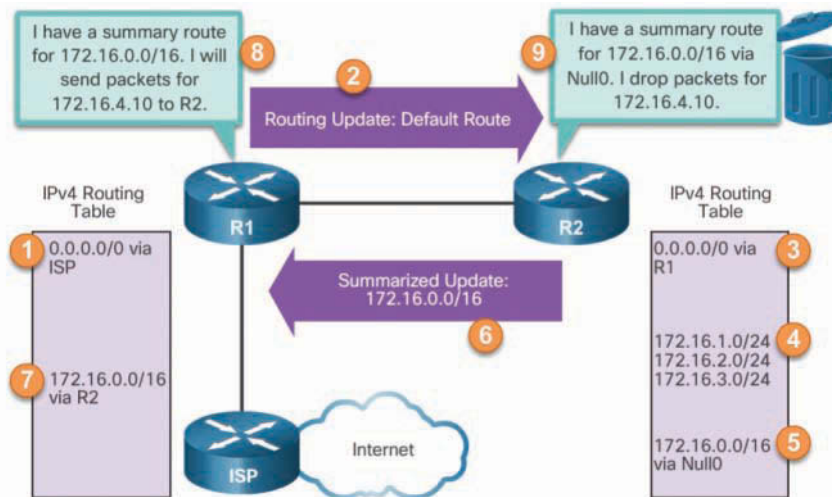 I have a summary route
for 172.16.0.0/16. I will
send packets for
172.16.4.10 to R2.
8
2
Routing Update: Default Route
9
I have a summary route
for 172.16.0.0/16 via
Null0. I drop packets for
172.16.4.10.
R1
R2
IPv4 Routing
Table
1
0.0.0.0/0 via
ISP
7
172.16.0.0/16
via R2
Summarized Update:
172.16.0.0/16
6
ISP
Internet
IPv4 Routing
Table
0.0.0.0/0 via
R1
3
172.16.1.0/24
172.16.2.0/24
172.16.3.0/24
4
172.16.0.0/16
via Null0
5